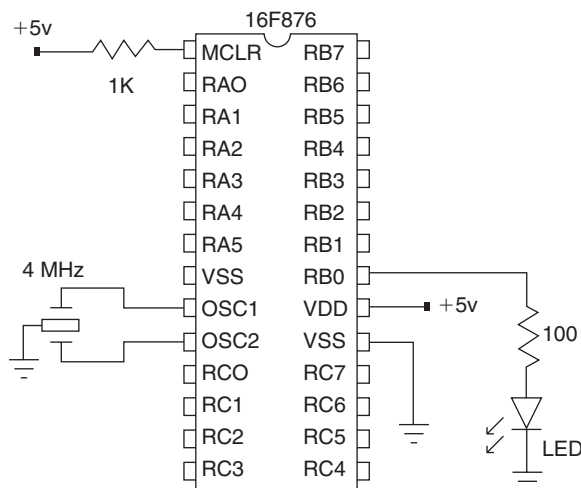 16F876
+5v
1K
MCLR RB7
RAO RB6
RA1 RB5
RA2 RB4
RA3 RB3
RA4 RB2
RA5 RB1
4 MHz
VSS RB0
OSC1 VDD +5v
OSC2 VSS
100
RCO RC7
RC1 RC6
RC2 RC5
LED
RC3 RC4